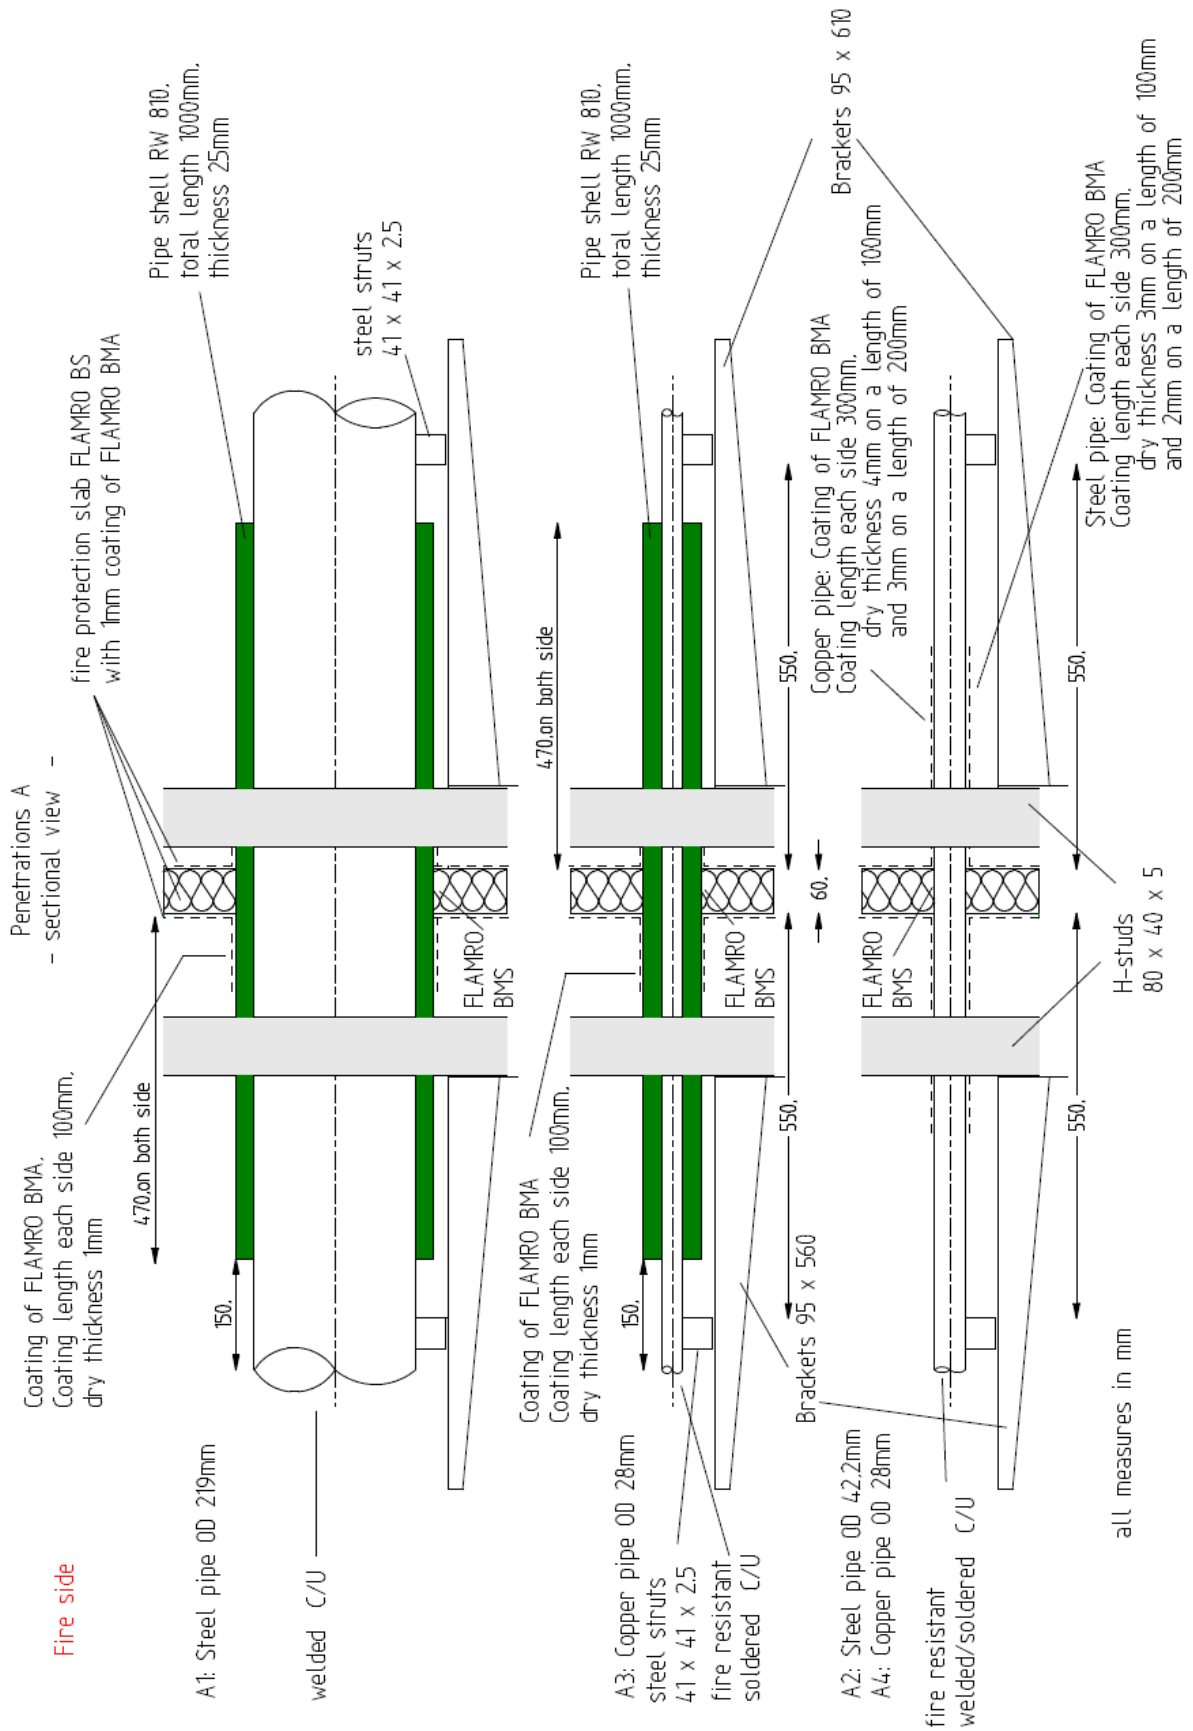 Penetrations A
- sectional view -
Fire side
Coating of FLAMRO BMA,
Coating length each side 100mm,
dry thickness 1mm
fire protection slab FLAMRO BS
with 1mm coating of FLAMRO BMA
Pipe shell RW 810,
total length 1000mm,
thickness 25mm
470,on both side
150,
A1: Steel pipe OD 219mm
welded C/U
steel struts
41 x 41 x 2.5
FLAMRO
BMS
470,on both side
Coating of FLAMRO BMA
Coating length each side 100mm,
dry thickness 1mm
Pipe shell RW 810,
total length 1000mm,
thickness 25mm
150,
A3: Copper pipe OD 28mm
steel struts
41 x 41 x 2.5
fire resistant
soldered C/U
FLAMRO
BMS
550,
60,
550,
Brackets 95 x 560
Brackets 95 x 610
Copper pipe: Coating of FLAMRO BMA
Coating length each side 300mm,
dry thickness 4mm on a length of 100mm
and 3mm on a length of 200mm
A2: Steel pipe OD 42,2mm
A4: Copper pipe OD 28mm
fire resistant
welded/soldered C/U
FLAMRO
BMS
550,
550,
Steel pipe: Coating of FLAMRO BMA
Coating length each side 300mm,
dry thickness 3mm on a length of 100mm
and 2mm on a length of 200mm
H-studs
80 x 40 x 5
all measures in mm